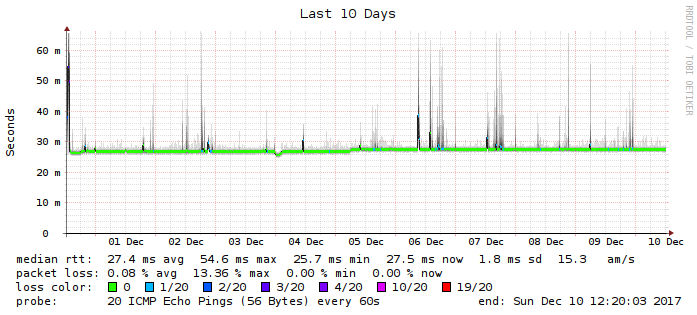 Last 10 Days
RRDTOOL / TOBI OETIKER
Seconds
60 m
50 m
40 m
30 m
20 m
10 m
0
01 Dec 02 Dec 03 Dec 04 Dec 05 Dec 06 Dec 07 Dec 08 Dec 09 Dec 10 Dec
median rtt: 27.4 ms avg 54.6 ms max 25.7 ms min 27.5 ms now 1.8 ms sd 15.3 am/s
packet loss: 0.08 % avg 13.36 % max 0.00 % min 0.00 % now
loss color: 0 1/20 2/20 3/20 4/20 10/20 19/20
probe: 20 ICMP Echo Pings (56 Bytes) every 60s end: Sun Dec 10 12:20:03 2017